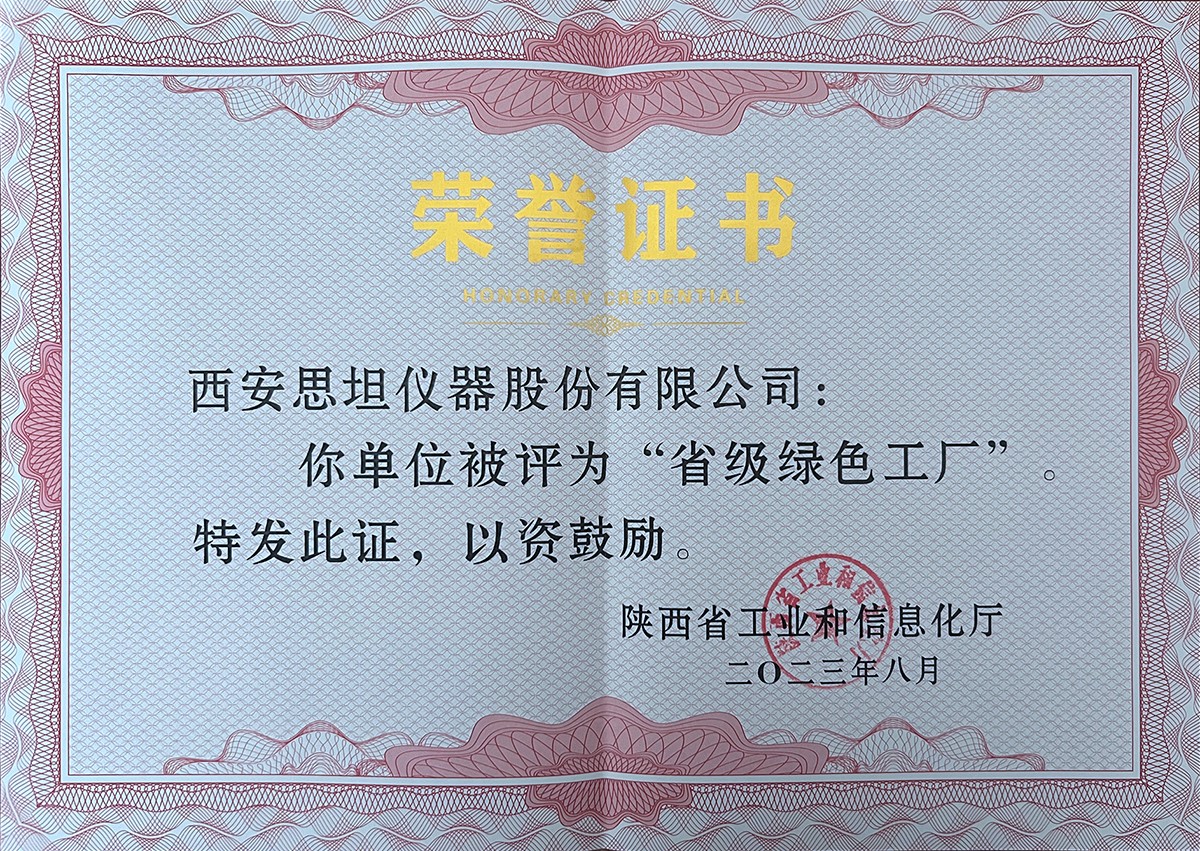 荣誉证书
HONORARY CREDENTIAL
西安思坦仪器股份有限公司：
你单位被评为“省级绿色工厂”。
特发此证，以资鼓励。
陕西省工业和信息化厅
二〇二三年八月